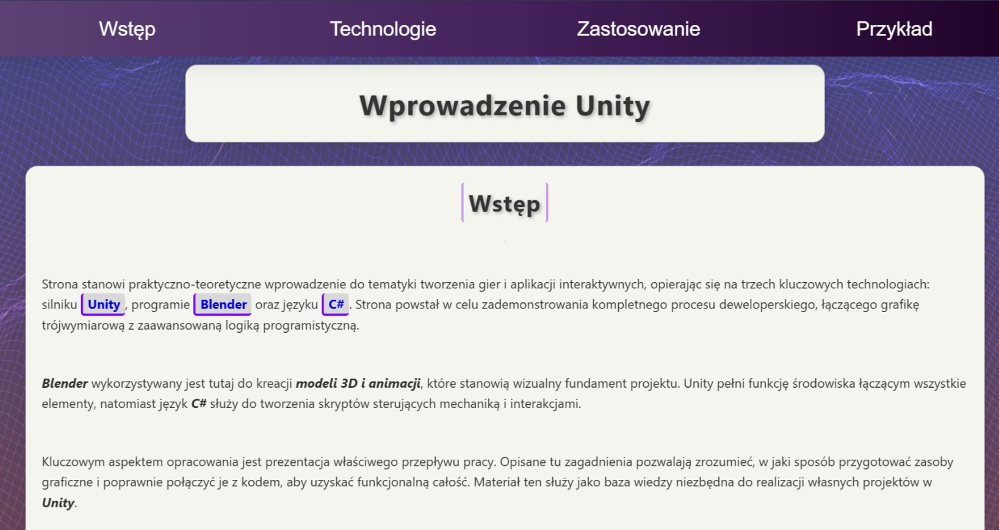 Wstęp Technologie Zastosowanie Przykład
Wprowadzenie Unity
Wstęp
Strona stanowi praktyczno-teoretyczne wprowadzenie do tematyki tworzenia gier i aplikacji interaktywnych, opierając się na trzech kluczowych technologiach:
silniku Unity, programie Blender oraz języku C#. Strona powstał w celu zademonstrowania kompletnego procesu deweloperskiego, łączącego grafikę
trójwymiarową z zaawansowaną logiką programistyczną.
Blender wykorzystywany jest tutaj do kreacji modeli 3D i animacji, które stanowią wizualny fundament projektu. Unity pełni funkcję środowiska łączącym wszystkie
elementy, natomiast język C# służy do tworzenia skryptów sterujących mechaniką i interakcjami.
Kluczowym aspektem opracowania jest prezentacja właściwego przepływu pracy. Opisane tu zagadnienia pozwalają zrozumieć, w jaki sposób przygotować zasoby
graficzne i poprawnie połączyć je z kodem, aby uzyskać funkcjonalną całość. Materiał ten służy jako baza wiedzy niezbędna do realizacji własnych projektów w
Unity.